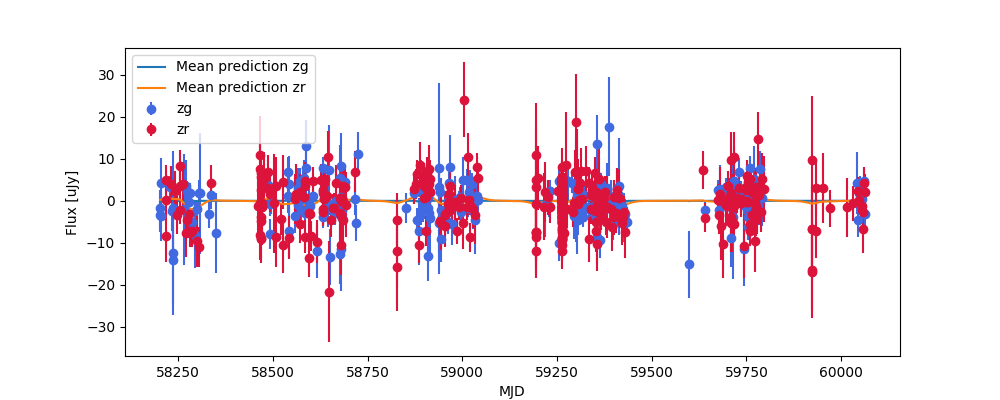 Mean prediction zg
Mean prediction zr
zg
zr
Flux [uJy]
30
20
10
0
−10
−20
−30
58250
58500
58750
59000
59250
59500
59750
60000
MJD